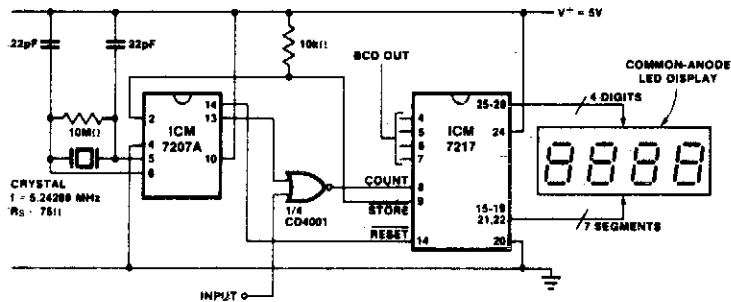 V+ = 5V
22pF
22pF
10kΩ
BCD OUT
COMMON-ANODE
LED DISPLAY
10MΩ
2
4
5
6
14
13
10
ICM
7207A
4
5
6
7
ICM
7217
25-28
24
4 DIGITS
CRYSTAL
f = 5.24288 MHz
RS = 75Ω
1/4
CD4001
COUNT
8
STORE
9
RESET
14
15-19
21,22
20
7 SEGMENTS
8888
INPUT